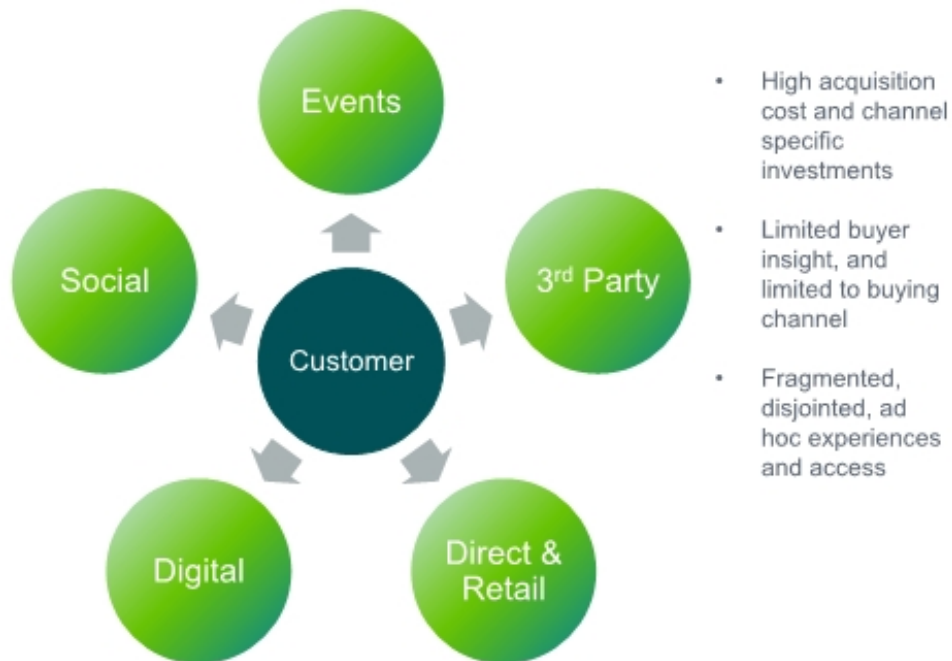 Events
Social
3rd Party
Customer
Digital
Direct &
Retail
• High acquisition
cost and channel
specific
investments
• Limited buyer
insight, and
limited to buying
channel
• Fragmented,
disjointed, ad
hoc experiences
and access